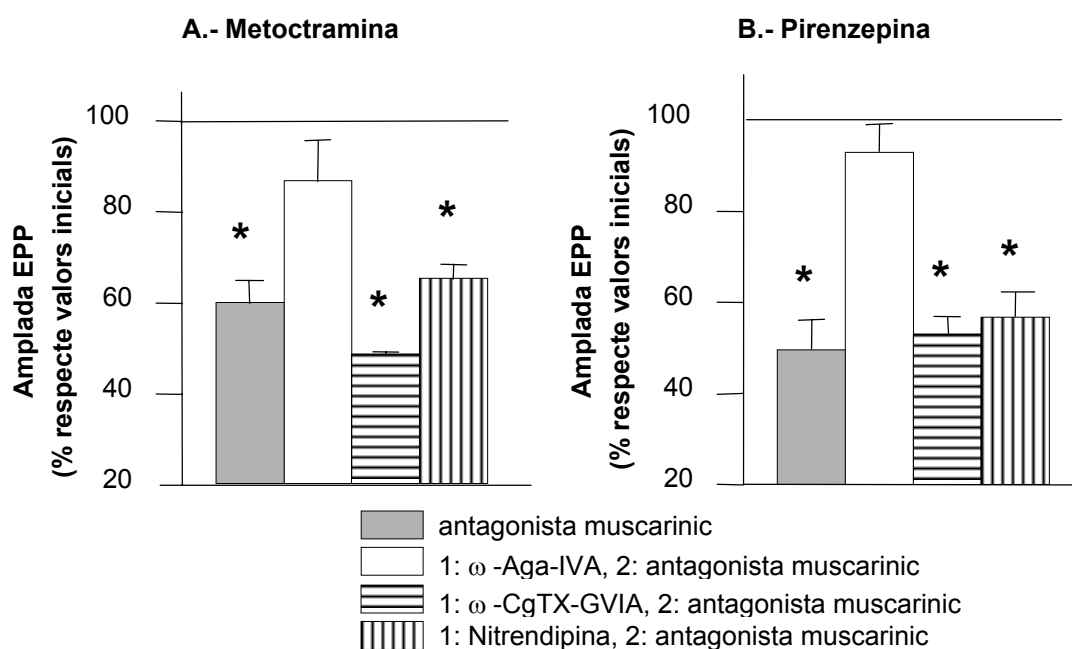 A.- Metoctramina
B.- Pirenzepina
Amplada EPP
(% respecte valors inicials)
100
80
60
40
20
*
*
*
Amplada EPP
(% respecte valors inicials)
100
80
60
40
20
*
*
*
antagonista muscarinic
1: ω -Aga-IVA, 2: antagonista muscarinic
1: ω -CgTX-GVIA, 2: antagonista muscarinic
1: Nitrendipina, 2: antagonista muscarinic